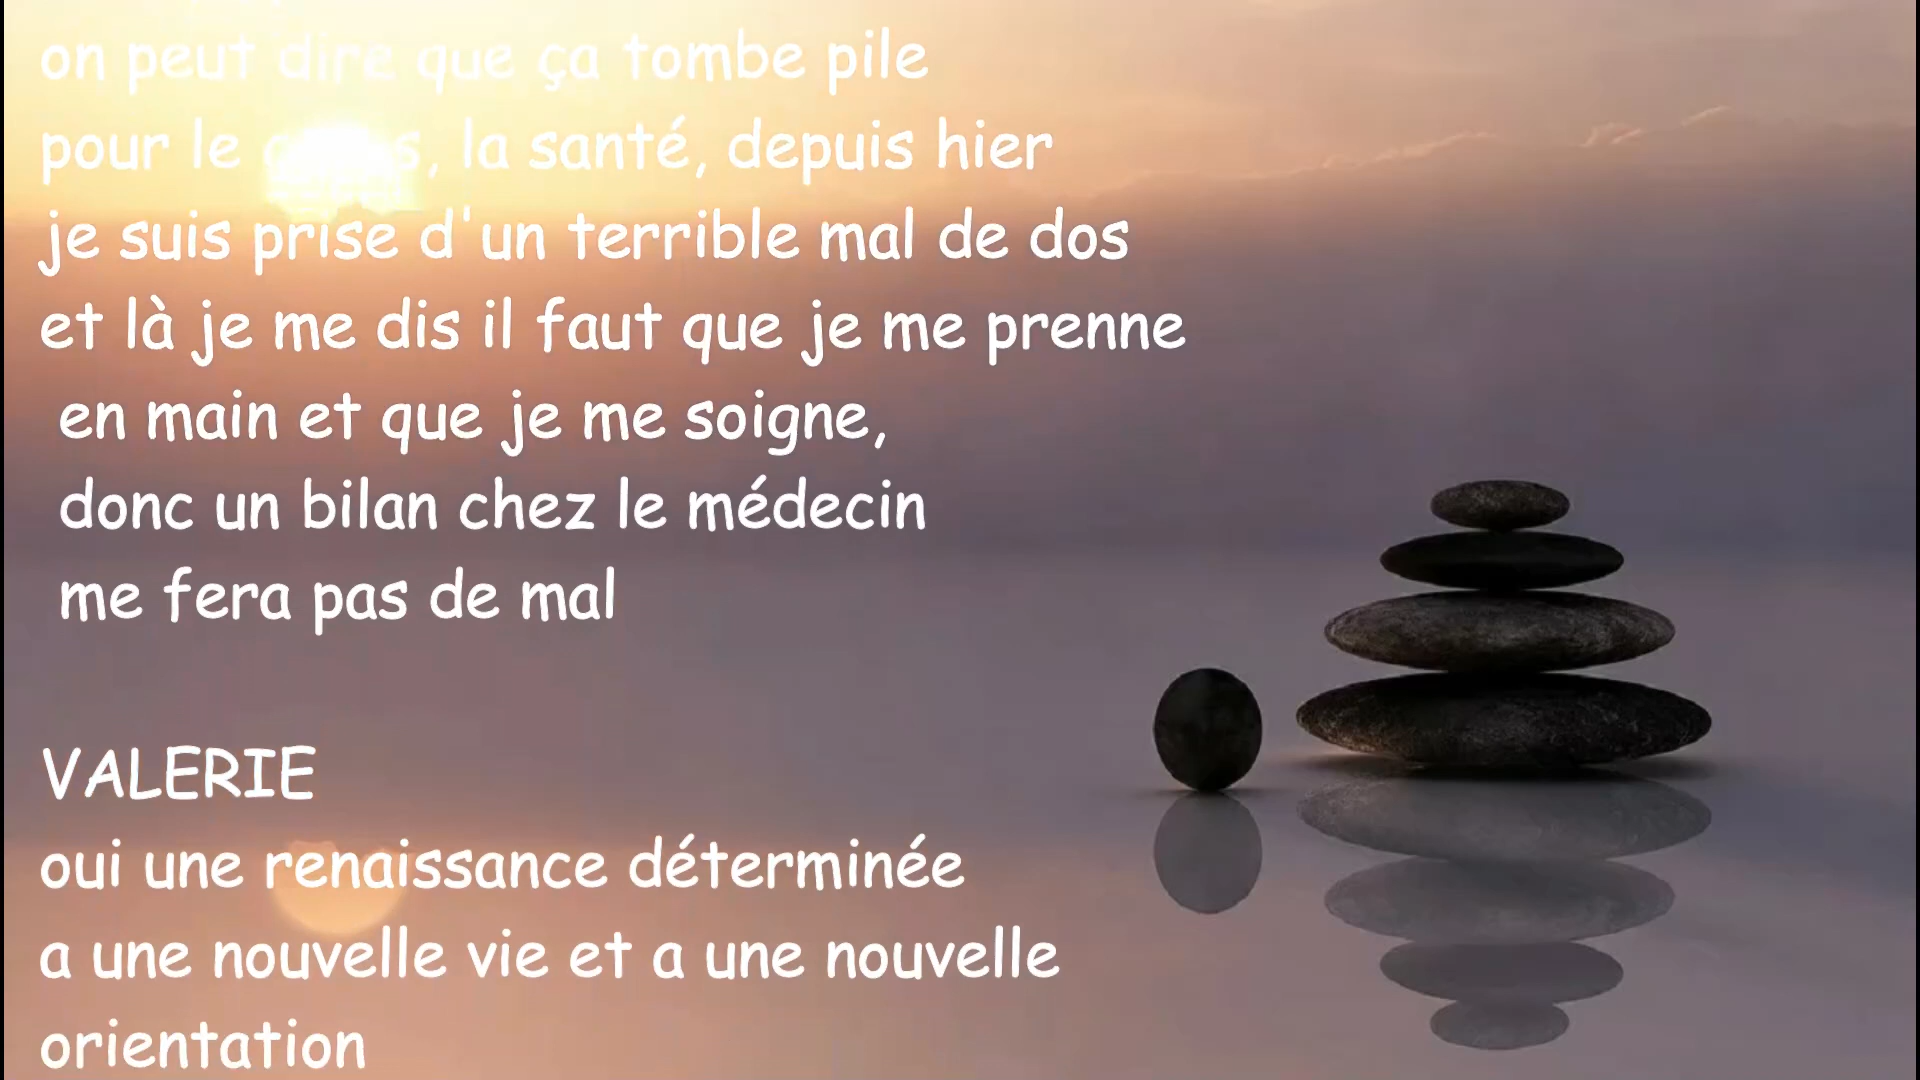 on peut dire que ça tombe pile
pour le , la santé, depuis hier
je suis prise d'un terrible mal de dos
et là je me dis il faut que je me prenne
en main et que je me soigne,
donc un bilan chez le médecin
me fera pas de mal
VALERIE
oui une renaissance déterminée
a une nouvelle vie et a une nouvelle
orientation